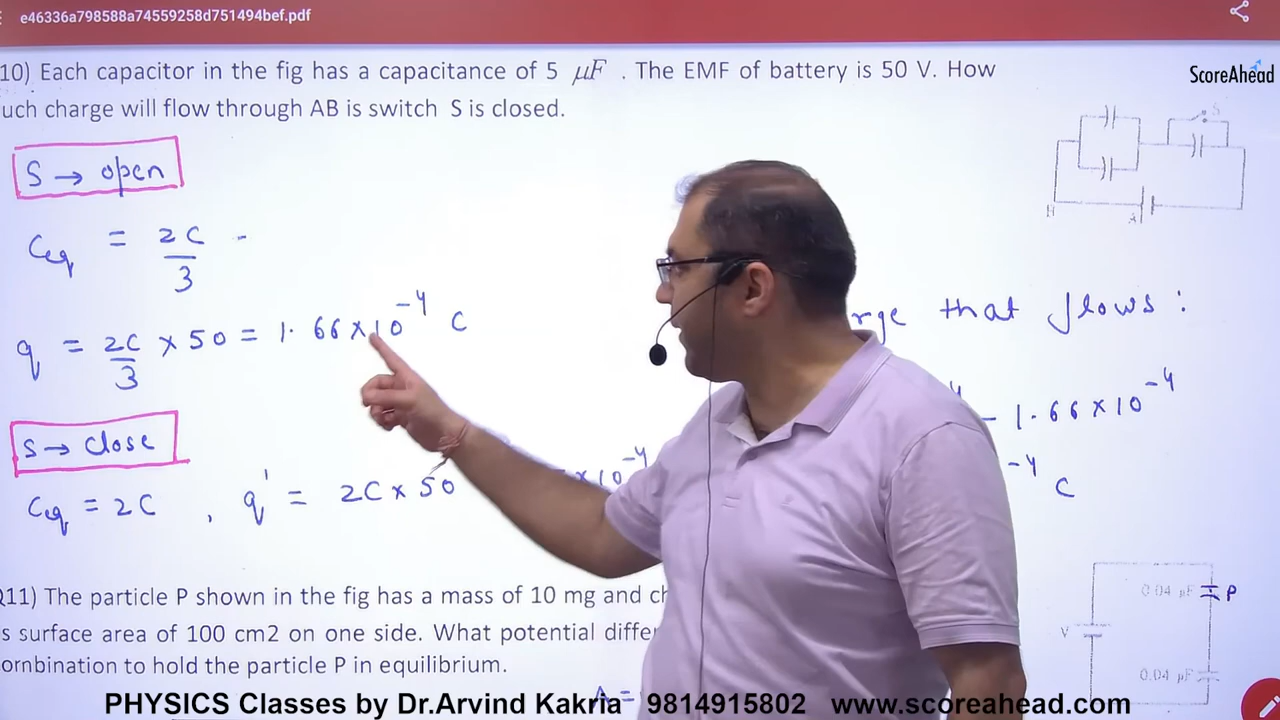 e46336a798588a74559258d751494bef.pdf
10) Each capacitor in the fig has a capacitance of 5 μF . The EMF of battery is 50 V. How
uch charge will flow through AB is switch S is closed.
ScoreAhead
S
B
A
S → open
Ceq = 2C/3
q = 2C/3 × 50 = 1.66×10⁻⁴ C
rge that flows :
- 1.66×10⁻⁴
⁻⁴ C
S → close
Ceq = 2C , q' = 2C × 50
×10⁻⁴
Q11) The particle P shown in the fig has a mass of 10 mg and ch
s surface area of 100 cm2 on one side. What potential differ
ornbination to hold the particle P in equilibrium.
0.04 μF P
V
0.04 μF
A =
PHYSICS Classes by Dr.Arvind Kakria 9814915802 www.scoreahead.com